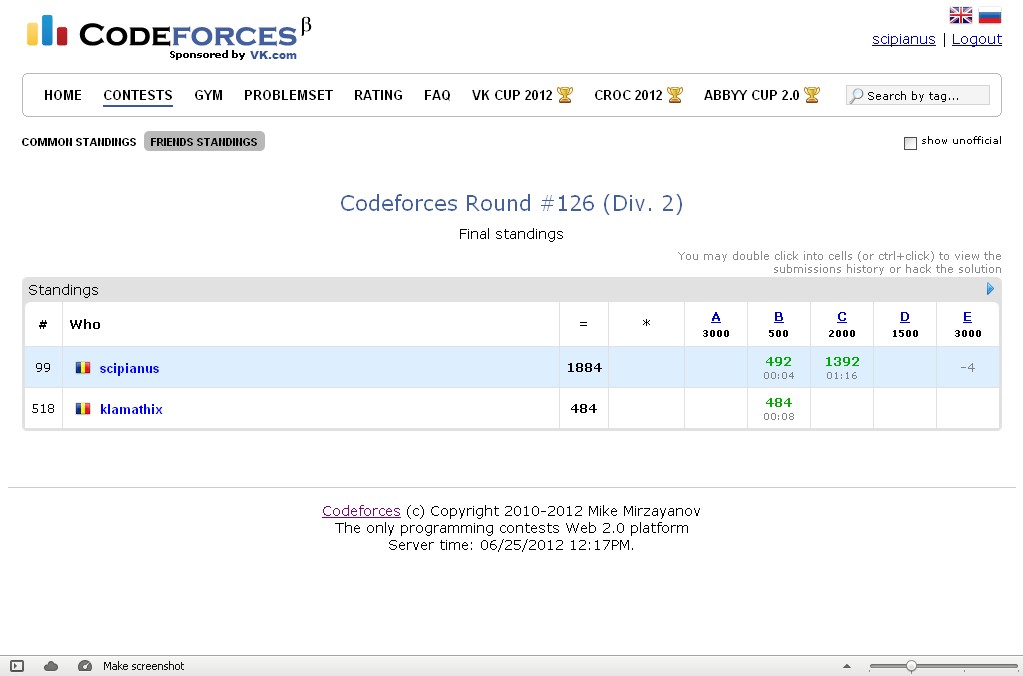 CODEFORCES β
Sponsored by VK.com
scipianus | Logout
HOME CONTESTS GYM PROBLEMSET RATING FAQ VK CUP 2012 CROC 2012 ABBYY CUP 2.0 Search by tag...
COMMON STANDINGS FRIENDS STANDINGS show unofficial
Codeforces Round #126 (Div. 2)
Final standings
You may double click into cells (or ctrl+click) to view the
submissions history or hack the solution
Standings
# Who = * A B C D E
3000 500 2000 1500 3000
99 scipianus 1884 492 1392 -4
00:04 01:16
518 klamathix 484 484
00:08
Codeforces (c) Copyright 2010-2012 Mike Mirzayanov
The only programming contests Web 2.0 platform
Server time: 06/25/2012 12:17PM.
Make screenshot